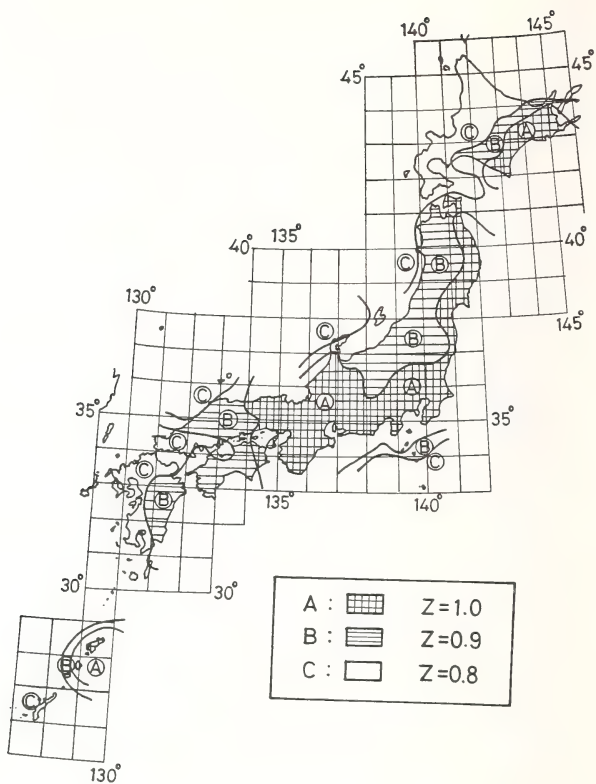 140° 145°
45° 45°
Ⓒ Ⓑ Ⓐ
135°
40° 40°
Ⓒ Ⓑ
130° 145°
Ⓒ Ⓑ
Ⓒ Ⓐ Ⓐ
35° Ⓑ 35°
Ⓒ Ⓑ
Ⓒ Ⓒ
Ⓑ 135° 140°
30° 30°
A : Z=1.0
B : Z=0.9
C : Z=0.8
Ⓑ Ⓐ
Ⓒ
130°